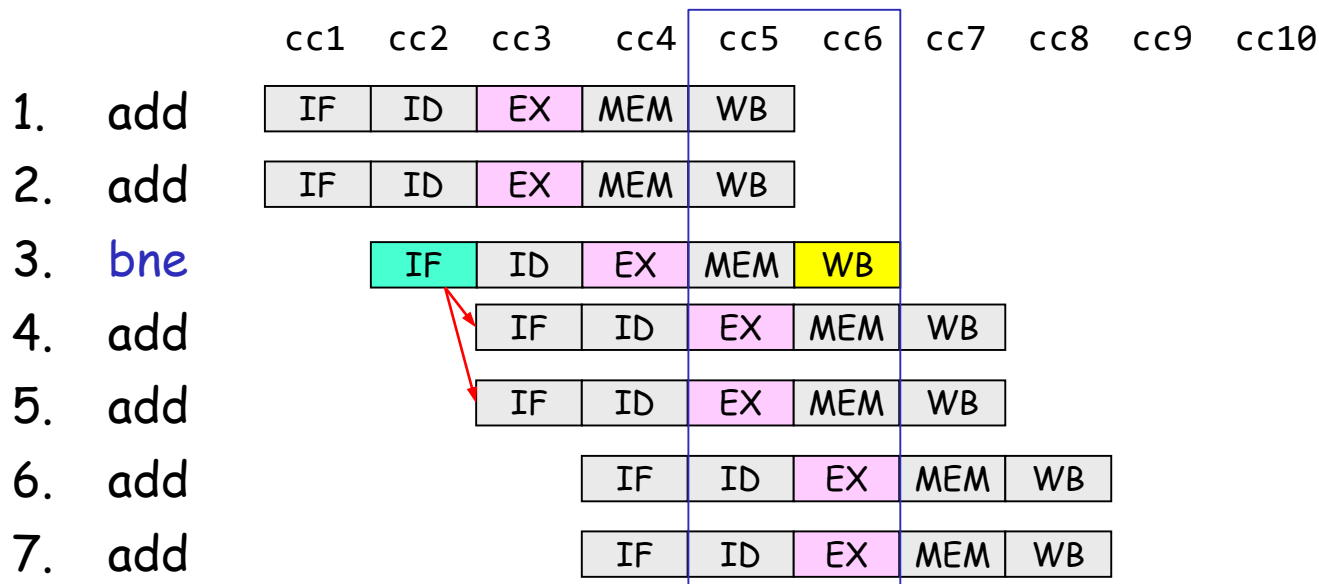 cc1 cc2 cc3 cc4 cc5 cc6 cc7 cc8 cc9 cc10
1. add IF ID EX MEM WB
2. add IF ID EX MEM WB
3. bne IF ID EX MEM WB
4. add IF ID EX MEM WB
5. add IF ID EX MEM WB
6. add IF ID EX MEM WB
7. add IF ID EX MEM WB